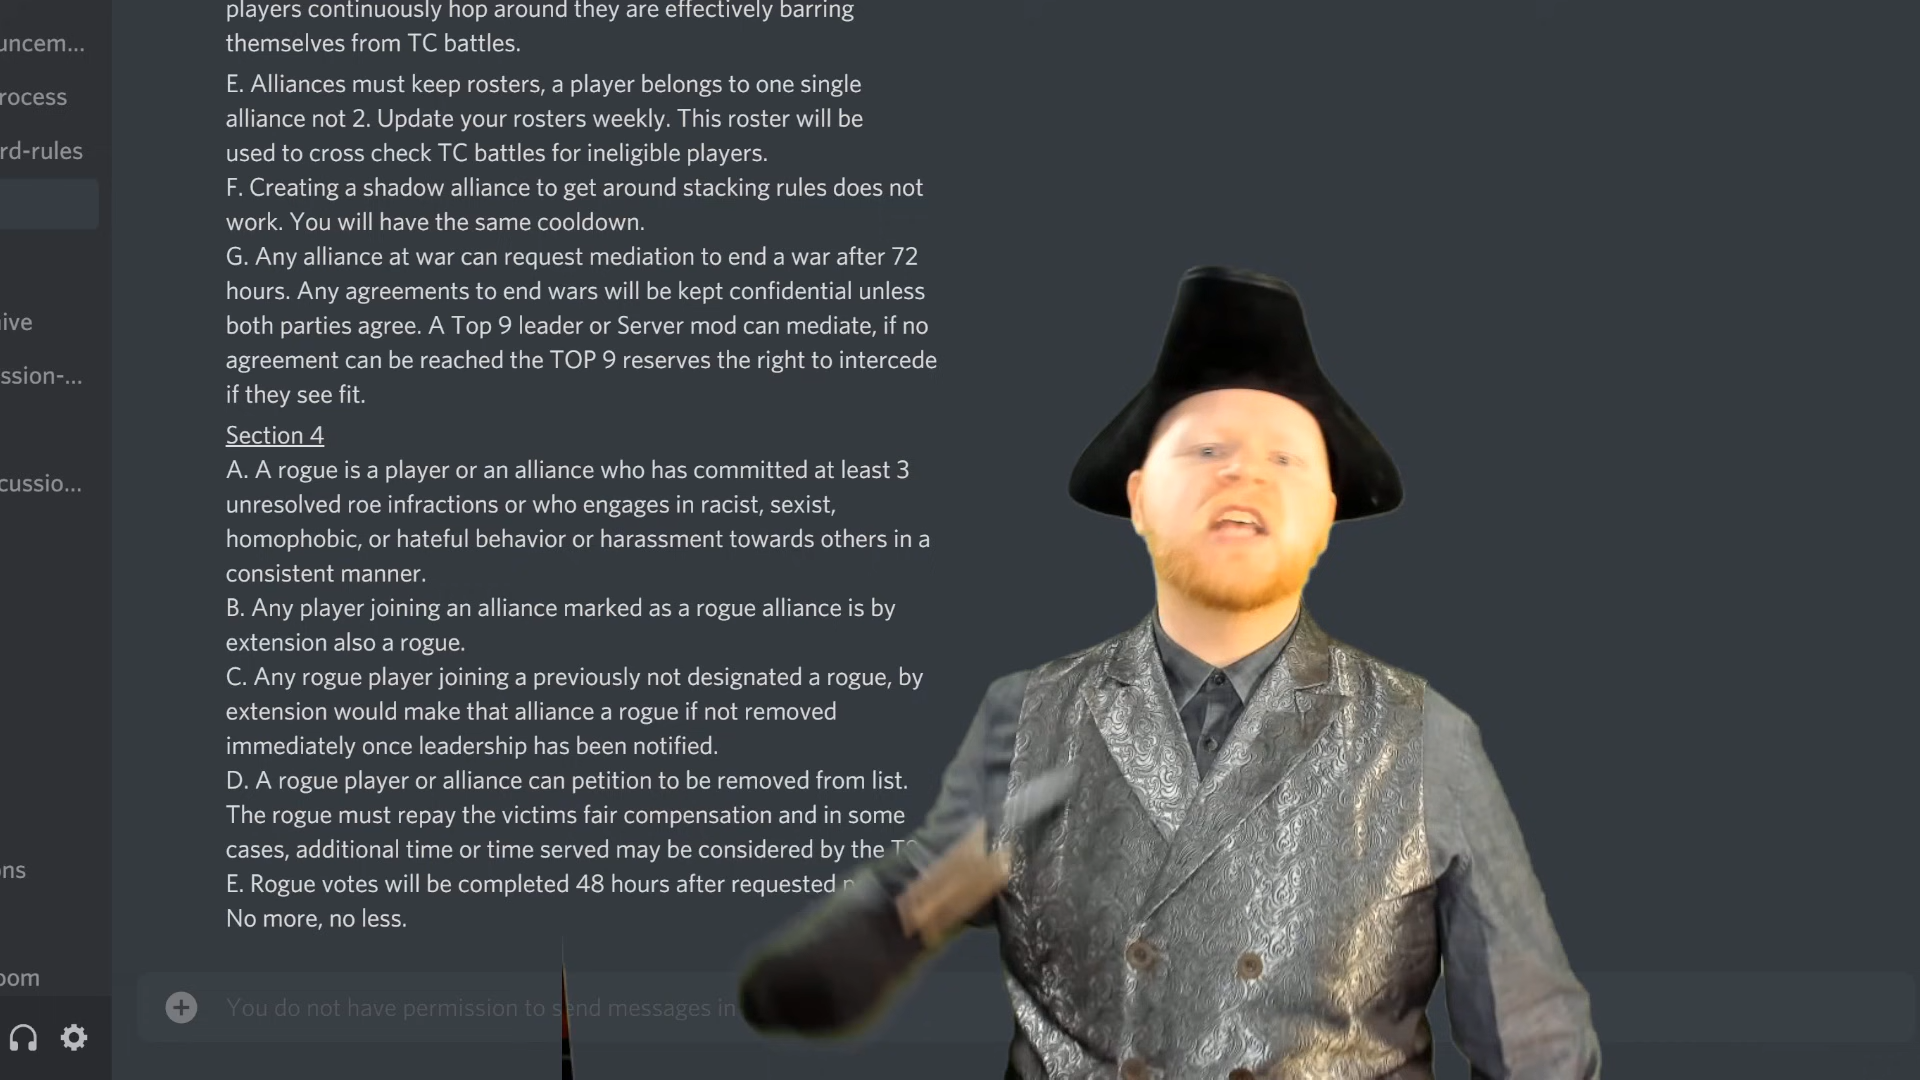 players continuously hop around they are effectively barring
themselves from TC battles.
E. Alliances must keep rosters, a player belongs to one single
alliance not 2. Update your rosters weekly. This roster will be
used to cross check TC battles for ineligible players.
F. Creating a shadow alliance to get around stacking rules does not
work. You will have the same cooldown.
G. Any alliance at war can request mediation to end a war after 72
hours. Any agreements to end wars will be kept confidential unless
both parties agree. A Top 9 leader or Server mod can mediate, if no
agreement can be reached the TOP 9 reserves the right to intercede
if they see fit.
Section 4
A. A rogue is a player or an alliance who has committed at least 3
unresolved roe infractions or who engages in racist, sexist,
homophobic, or hateful behavior or harassment towards others in a
consistent manner.
B. Any player joining an alliance marked as a rogue alliance is by
extension also a rogue.
C. Any rogue player joining a previously not designated a rogue, by
extension would make that alliance a rogue if not removed
immediately once leadership has been notified.
D. A rogue player or alliance can petition to be removed from list.
The rogue must repay the victims fair compensation and in some
cases, additional time or time served may be considered by the
E. Rogue votes will be completed 48 hours after requested
No more, no less.
You do not have permission to send messages in
uncem...
rocess
rd-rules
ive
ssion-...
cussio...
ns
oom